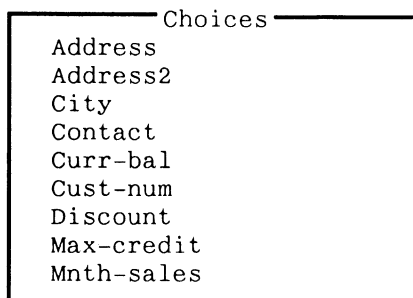 Choices
Address
Address2
City
Contact
Curr-bal
Cust-num
Discount
Max-credit
Mnth-sales